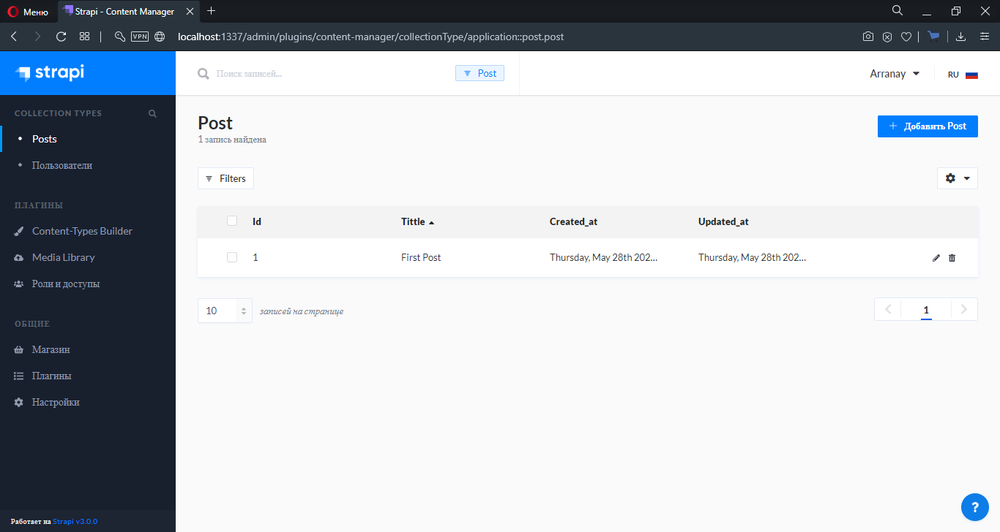 Меню
Strapi - Content Manager
VPN
localhost:1337/admin/plugins/content-manager/collectionType/application::post.post
strapi
Поиск записей...
Post
Arranay
RU
COLLECTION TYPES
Posts
Пользователи
ПЛАГИНЫ
Content-Types Builder
Media Library
Роли и доступы
ОБЩИЕ
Магазин
Плагины
Настройки
Работает на Strapi v3.0.0
Post
1 запись найдена
Добавить Post
Filters
Id Tittle Created_at Updated_at
1 First Post Thursday, May 28th 202... Thursday, May 28th 202...
10 записей на странице
1
?